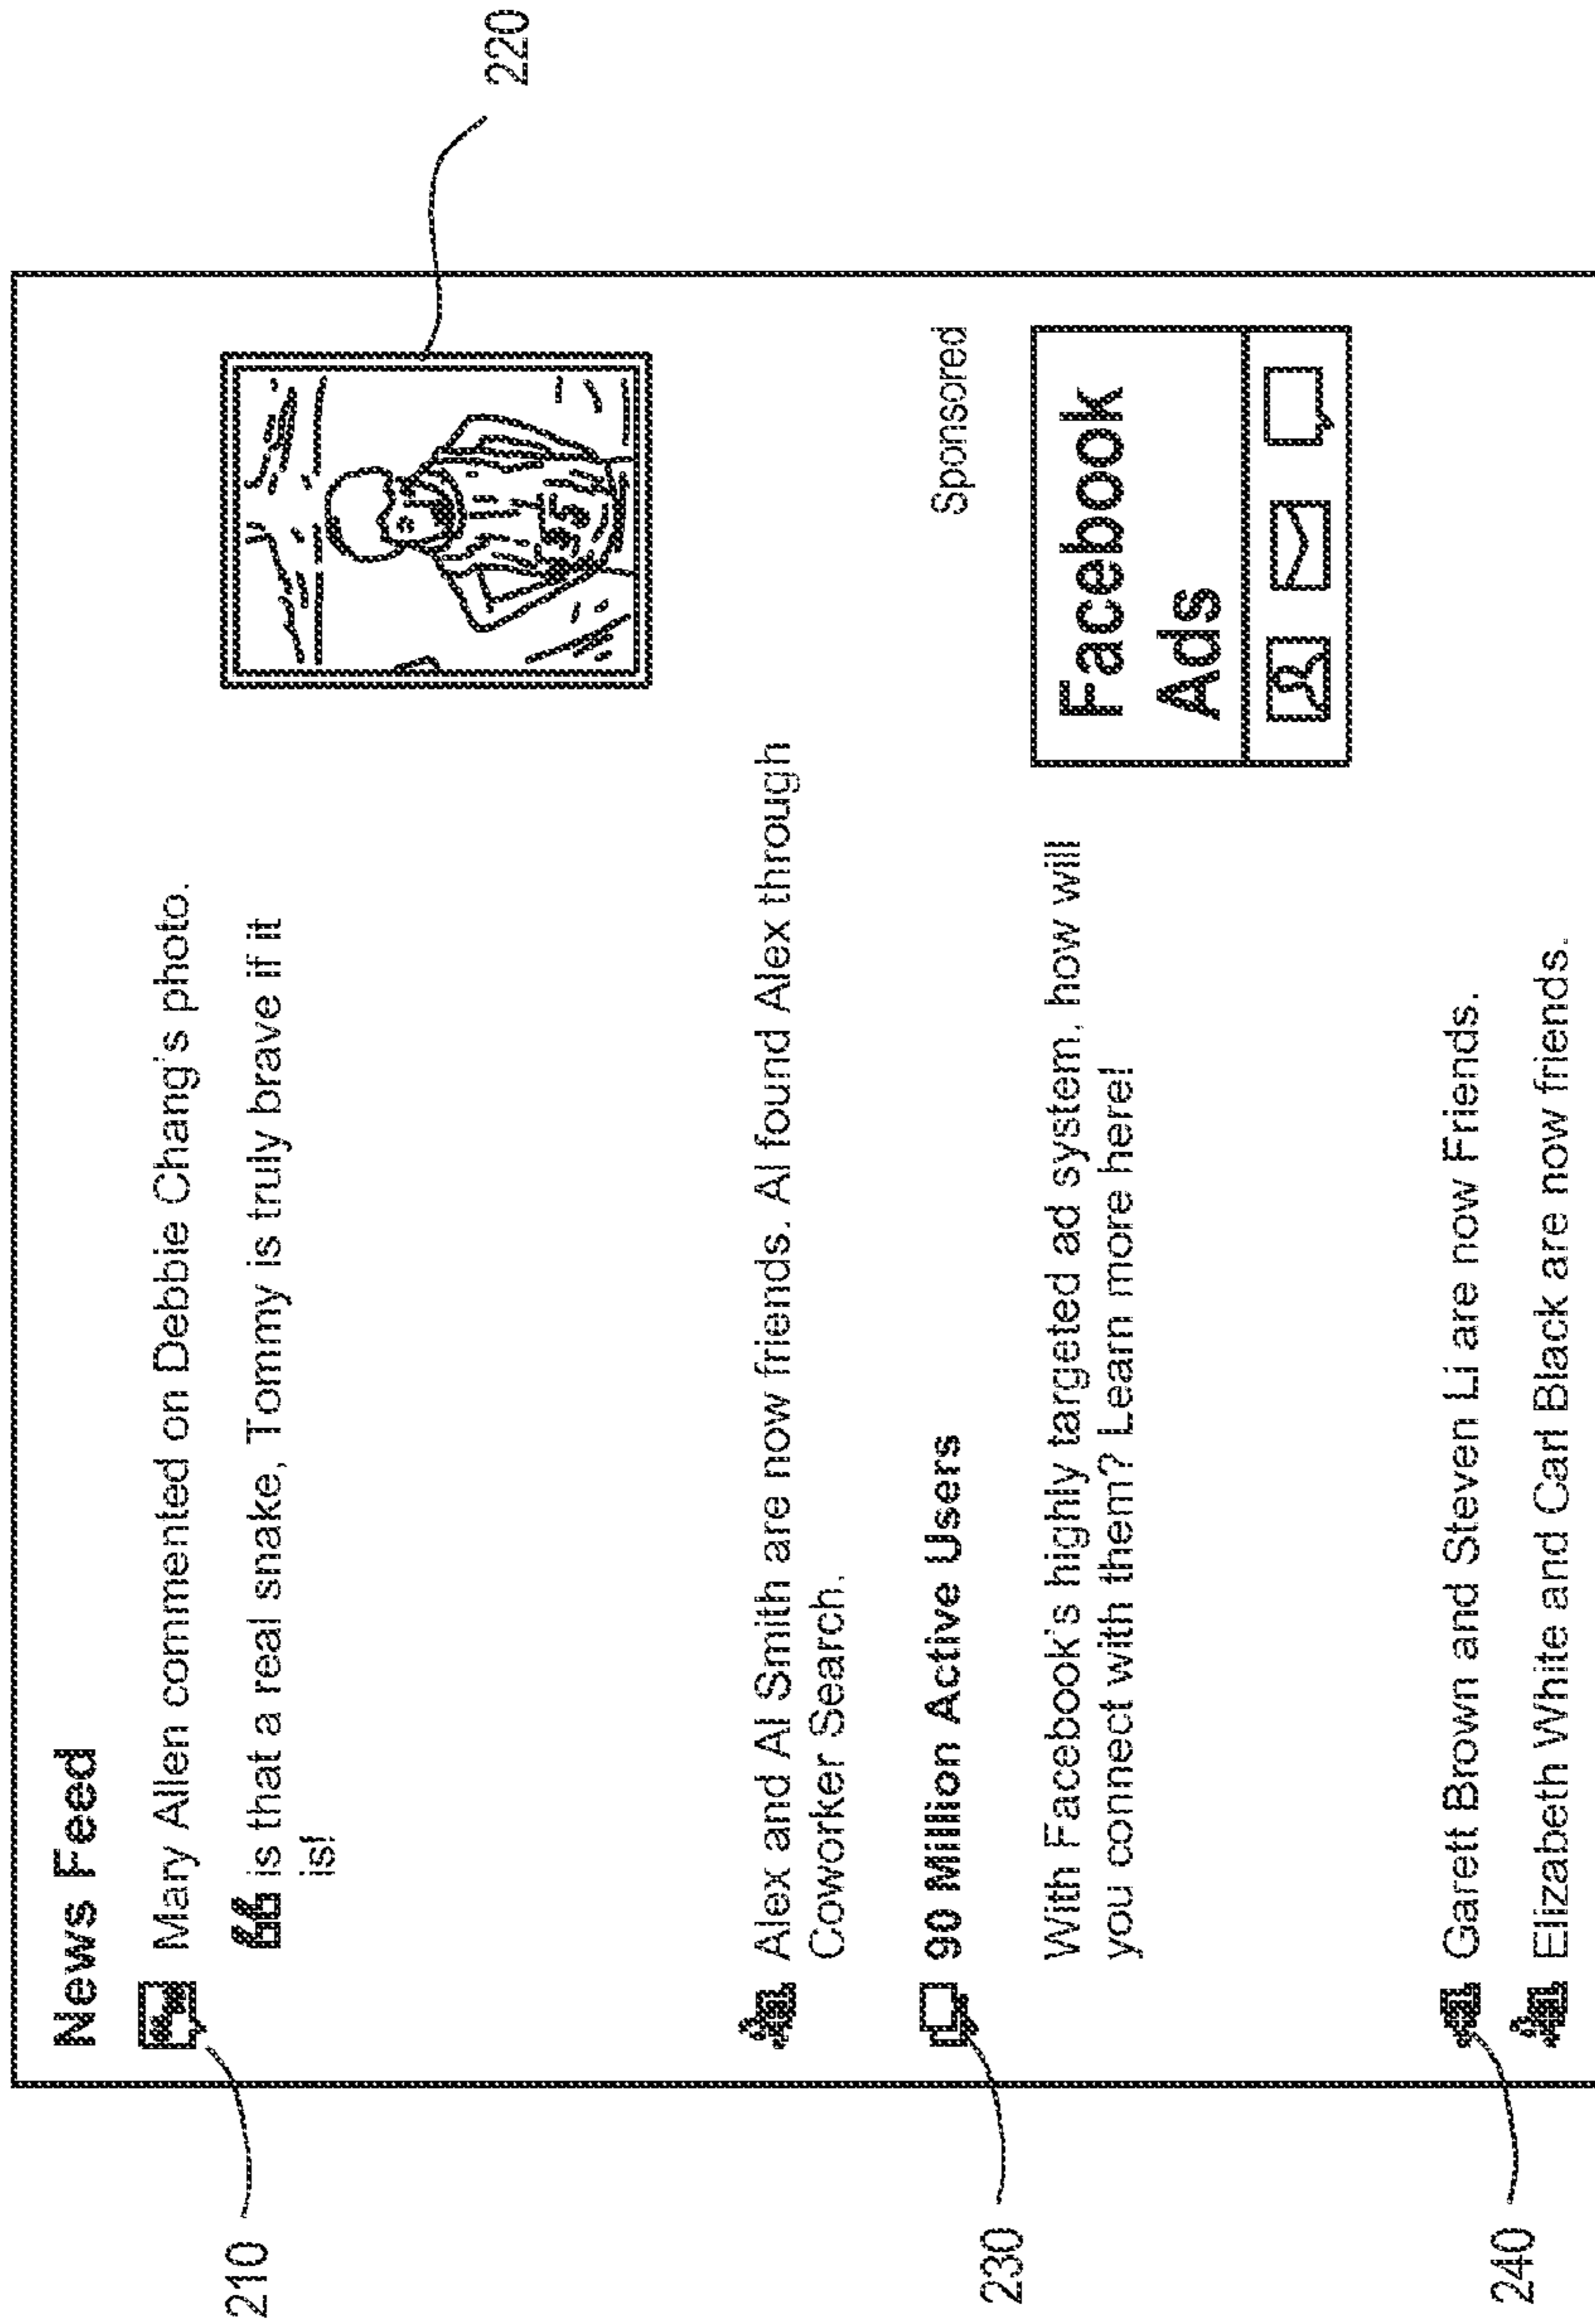 220
News Feed
210
Mary Allen commented on Debbie Chang's photo.
“ is that a real snake, Tommy is truly brave if it
is!
Alex and Al Smith are now friends. Al found Alex through
Coworker Search.
230
90 Million Active Users
Sponsored
With Facebook's highly targeted ad system, how will
you connect with them? Learn more here!
Facebook
Ads
240
Garett Brown and Steven Li are now Friends.
Elizabeth White and Carl Black are now friends.